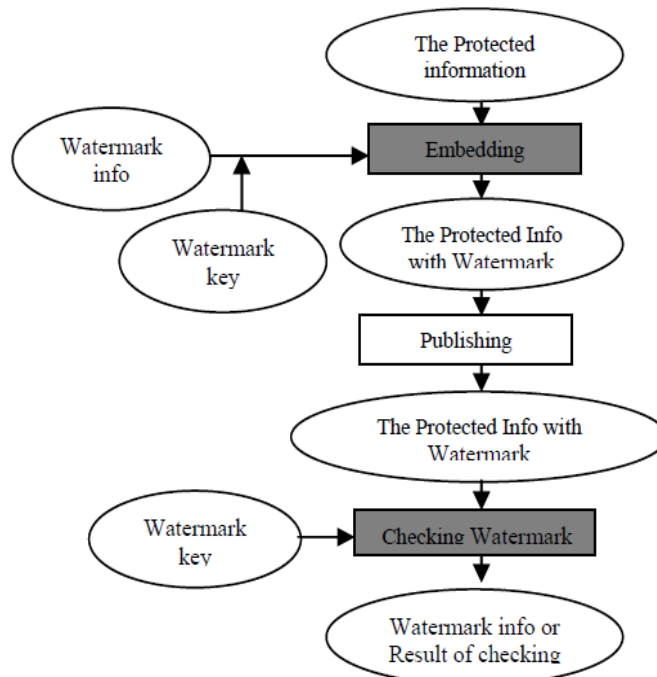 The Protected
information
Watermark
info
Embedding
Watermark
key
The Protected Info
with Watermark
Publishing
The Protected Info with
Watermark
Watermark
key
Checking Watermark
Watermark info or
Result of checking